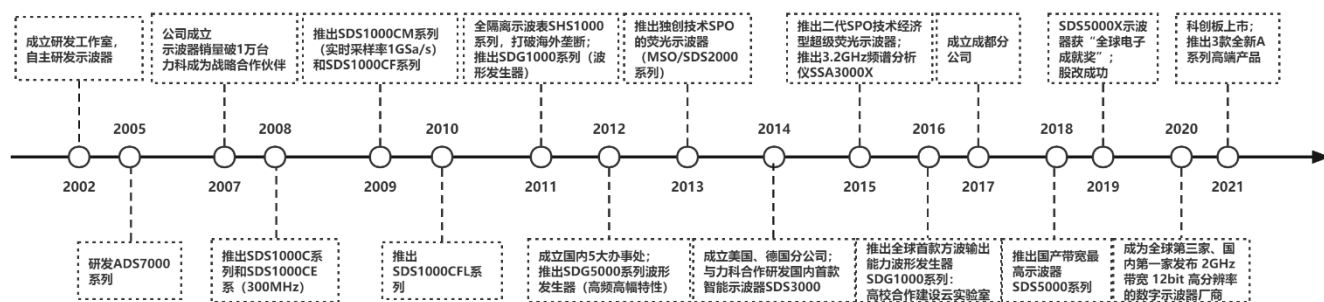 成立研发工作室，
自主研发示波器
公司成立
示波器销量破1万台
力科成为战略合作伙伴
推出SDS1000CM系列
（实时采样率1GSa/s）
和SDS1000CF系列
全隔离示波表SHS1000
系列，打破海外垄断；
推出SDG1000系列（波
形发生器）
推出独创技术SPO
的荧光示波器
（MSO/SDS2000
系列）
推出二代SPO技术经济
型超级荧光示波器；
推出3.2GHz频谱分析
仪SSA3000X
成立成都分
公司
SDS5000X示波
器获“全球电子
成就奖”；
股改成功
科创板上市；
推出3款全新A
系列高端产品
2005
2008
2010
2012
2014
2016
2018
2020
2002
2007
2009
2011
2013
2015
2017
2019
2021
研发ADS7000
系列
推出SDS1000C系
列和SDS1000CE
系（300MHz）
推出
SDS1000CFL系
列
成立国内5大办事处；
推出SDG5000系列波形
发生器（高频高幅特性）
成立美国、德国分公司；
与力科合作研发国内首款
智能示波器SDS3000
推出全球首款方波输出
能力波形发生器
SDG1000系列：
高校合作建设云实验室
推出国产带宽最
高示波器
SDS5000系列
成为全球第三家、国
内第一家发布 2GHz
带宽 12bit 高分辨率
的数字示波器厂商